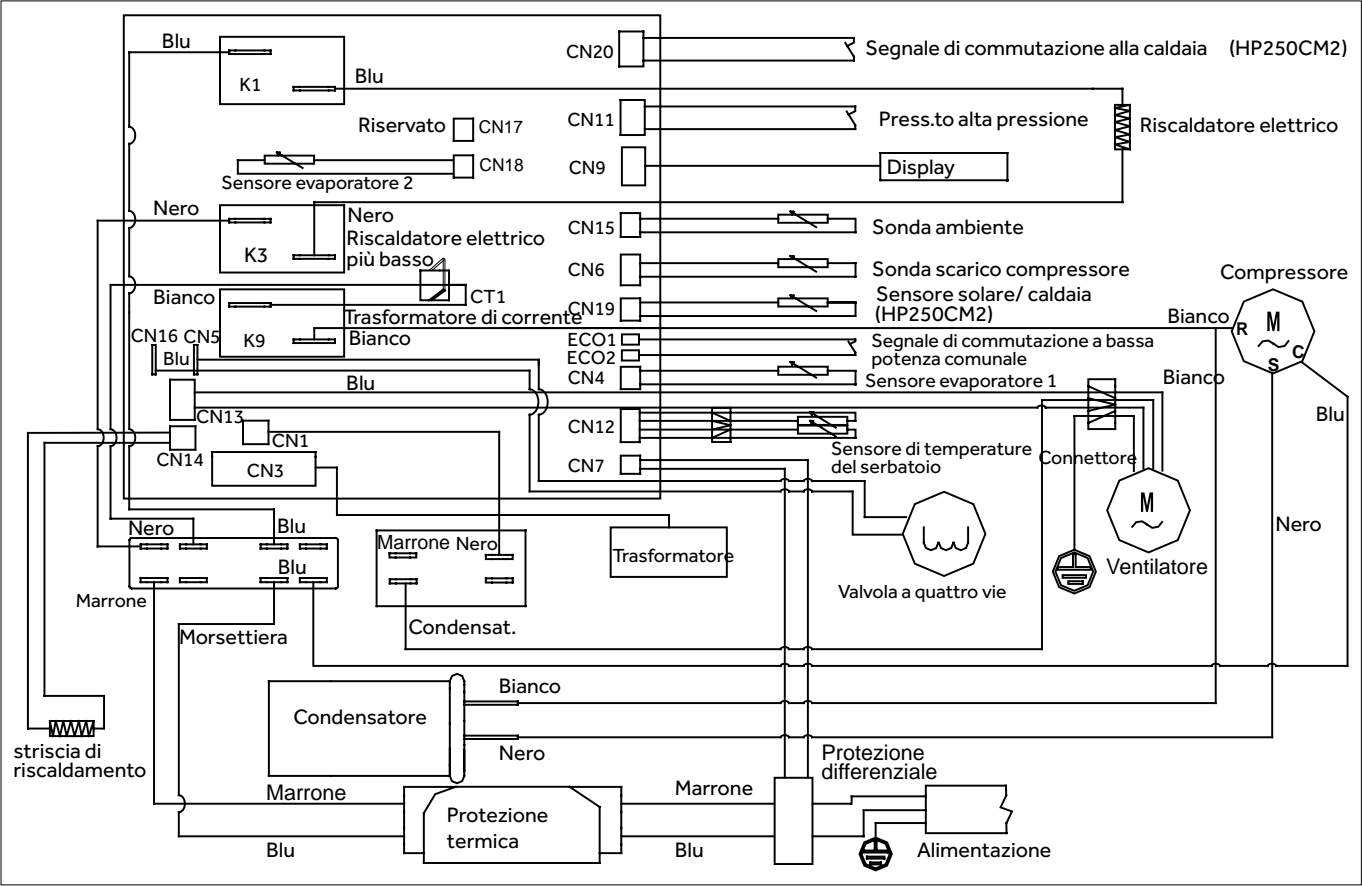 Blu
K1
Blu
CN20
Segnale di commutazione alla caldaia (HP250CM2)
Riservato
CN17
CN11
Press.to alta pressione
Riscaldatore elettrico
CN18
CN9
Display
Sensore evaporatore 2
Nero
K3
Nero
Riscaldatore elettrico
più basso
CN15
Sonda ambiente
CN6
Sonda scarico compressore
CT1
Bianco
K9
Trasformatore di corrente
Bianco
CN19
Sensore solare/ caldaia
(HP250CM2)
Compressore
Bianco
R
M
C
S
CN16
CN5
Blu
ECO1
ECO2
Segnale di commutazione a bassa
potenza comunale
CN4
Sensore evaporatore 1
Blu
Bianco
Blu
CN13
CN1
CN14
CN3
CN12
Sensore di temperature
del serbatoio
CN7
Connettore
M
Ventilatore
Nero
Nero
Blu
Blu
Marrone
Morsettiera
Marrone
Nero
Condensat.
Trasformatore
Valvola a quattro vie
Condensatore
Bianco
Nero
striscia di
riscaldamento
Marrone
Protezione
termica
Marrone
Protezione
differenziale
Blu
Blu
Alimentazione